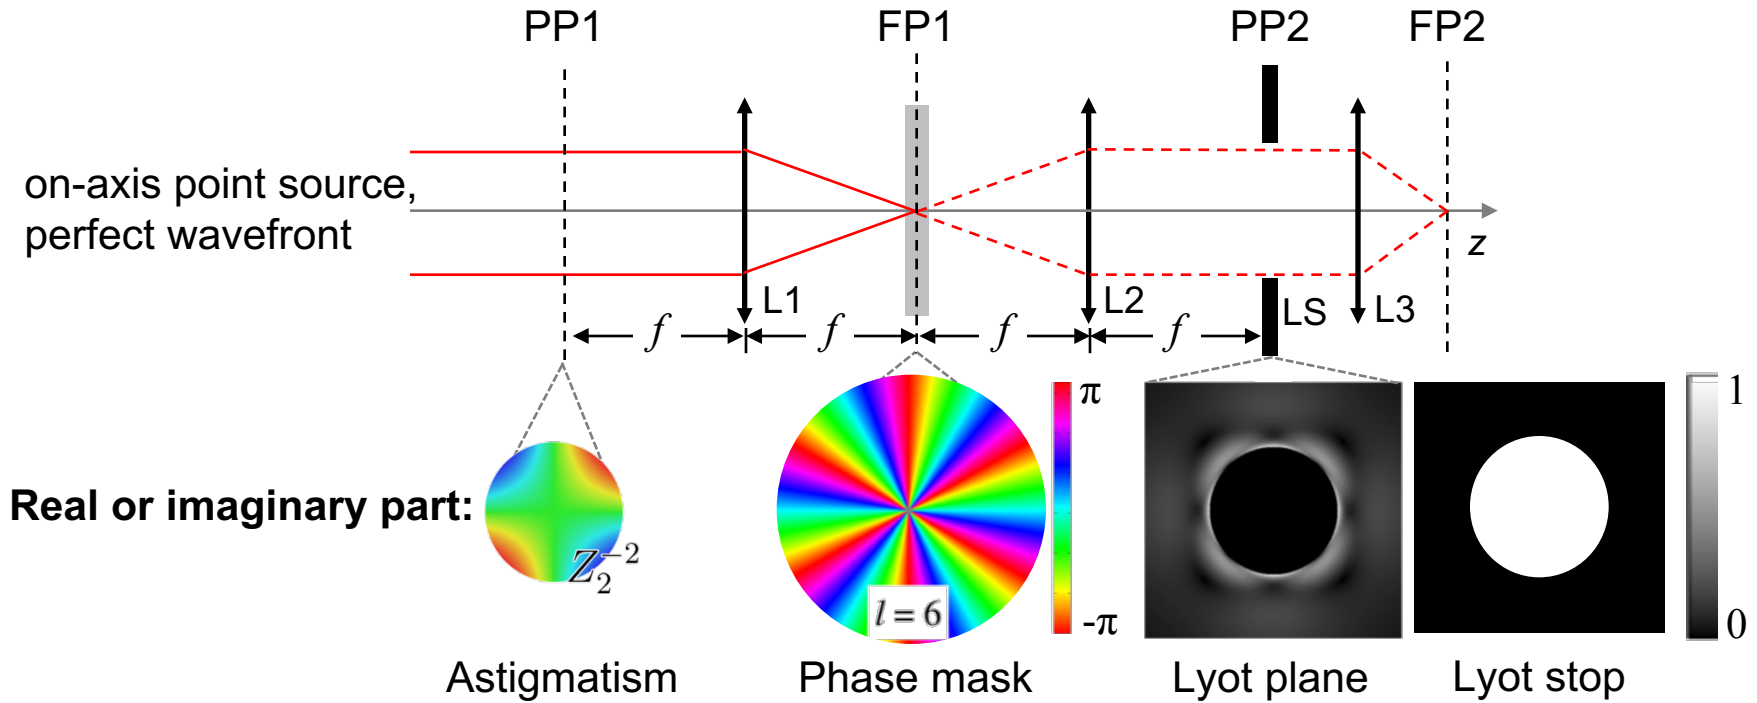 PP1 FP1 PP2 FP2
on-axis point source,
perfect wavefront
z
L1 L2 LS L3
f f f f
π
1
Real or imaginary part:
Z_2^{-2}
l = 6
-π
0
Astigmatism Phase mask Lyot plane Lyot stop